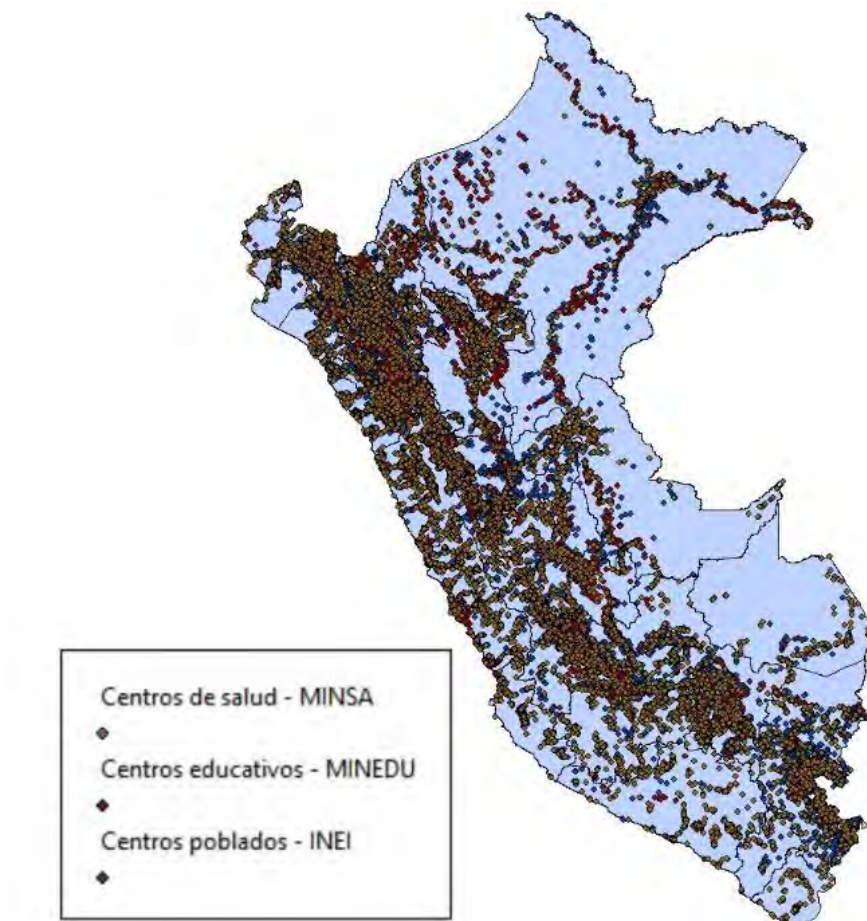 Centros de salud - MINSA
Centros educativos - MINEDU
Centros poblados - INEI